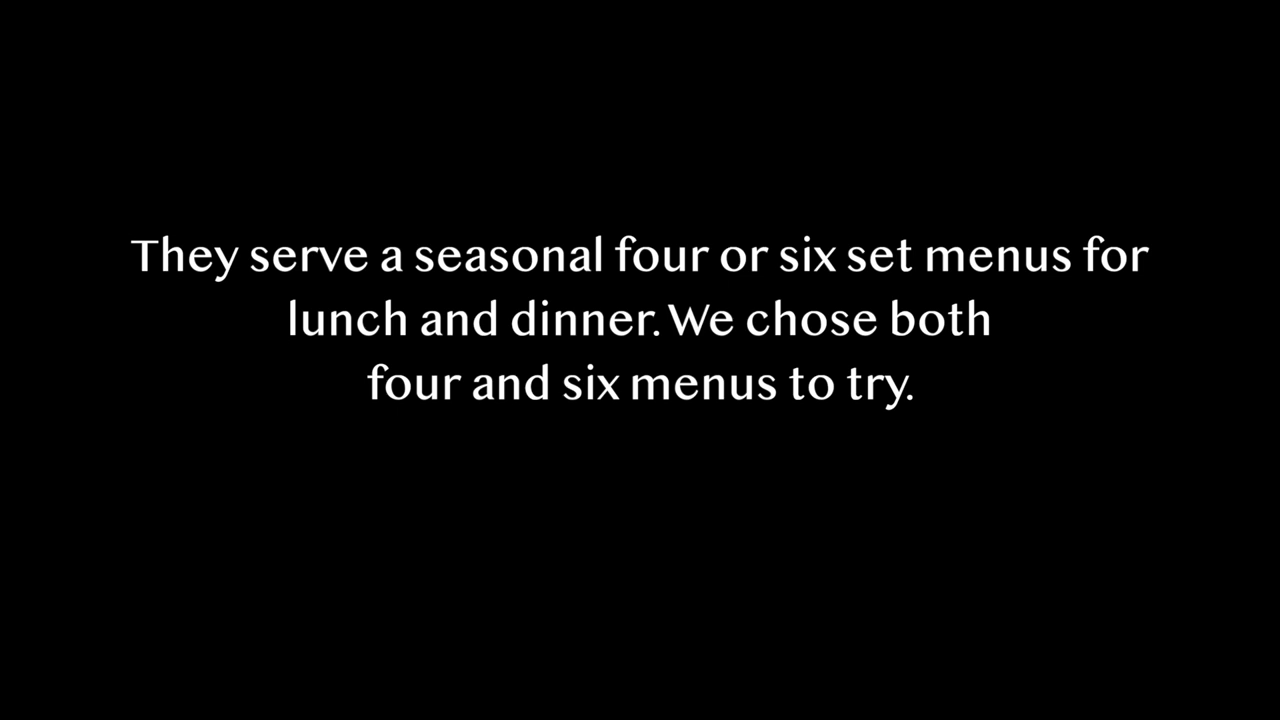 They serve a seasonal four or six set menus for
lunch and dinner. We chose both
four and six menus to try.